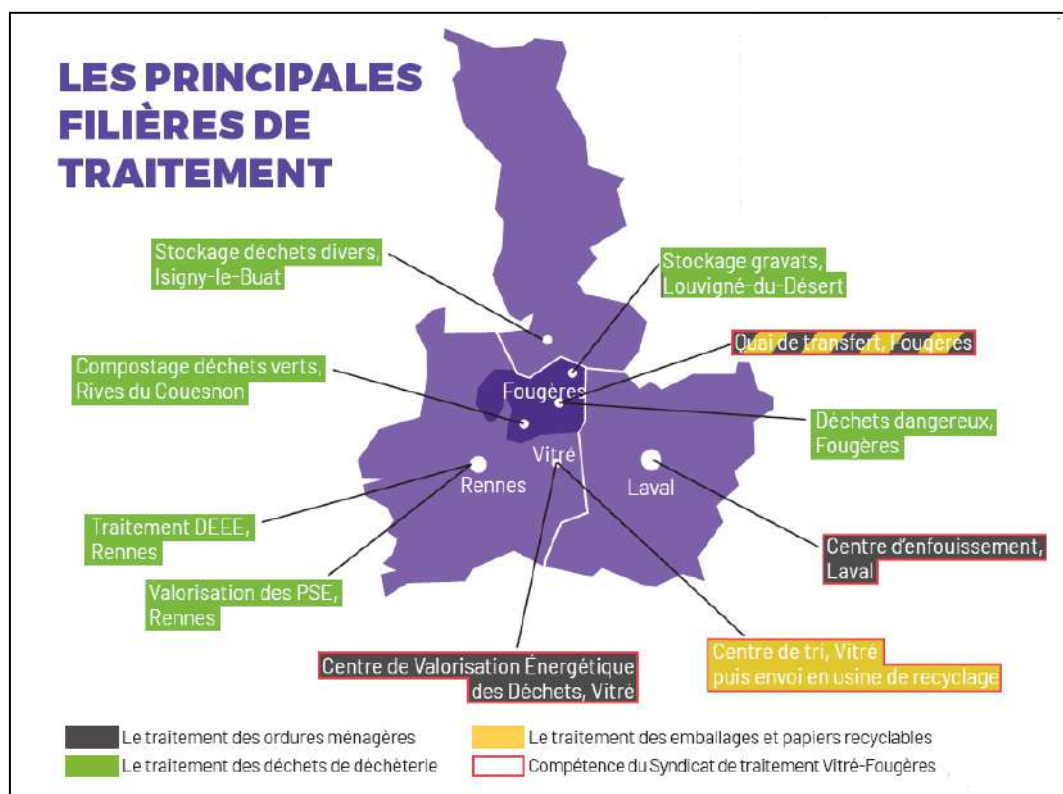 LES PRINCIPALES
FILIÈRES DE
TRAITEMENT
Stockage déchets divers,
Isigny-le-Buat
Stockage gravats,
Louvigné-du-Désert
Quai de transfert, Fougères
Compostage déchets verts,
Rives du Couesnon
Fougères
Déchets dangereux,
Fougères
Vitré
Rennes
Laval
Traitement DEEE,
Rennes
Centre d'enfouissement,
Laval
Valorisation des PSE,
Rennes
Centre de Valorisation Énergétique
des Déchets, Vitré
Centre de tri, Vitré
puis envoi en usine de recyclage
Le traitement des ordures ménagères
Le traitement des emballages et papiers recyclables
Le traitement des déchets de déchèterie
Compétence du Syndicat de traitement Vitré-Fougères